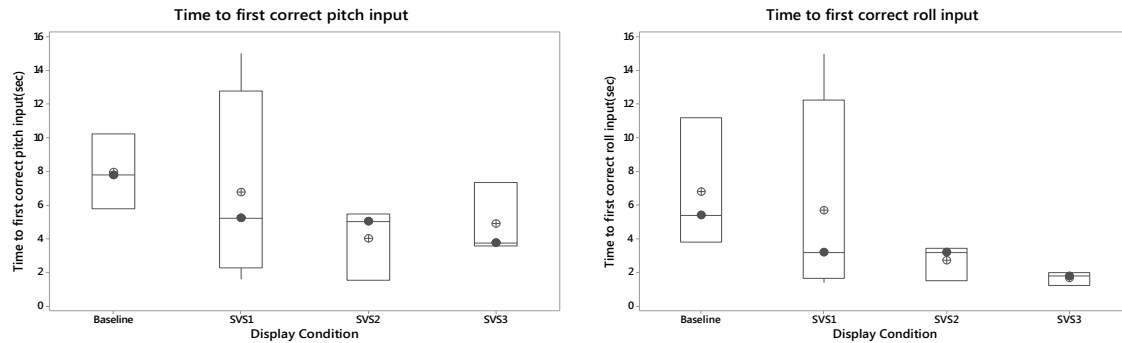 Time to first correct pitch input
Time to first correct pitch input(sec)
16
14
12
10
8
6
4
2
0
Baseline SVS1 SVS2 SVS3
Display Condition
Time to first correct roll input
Time to first correct roll input(sec)
16
14
12
10
8
6
4
2
0
Baseline SVS1 SVS2 SVS3
Display Condition